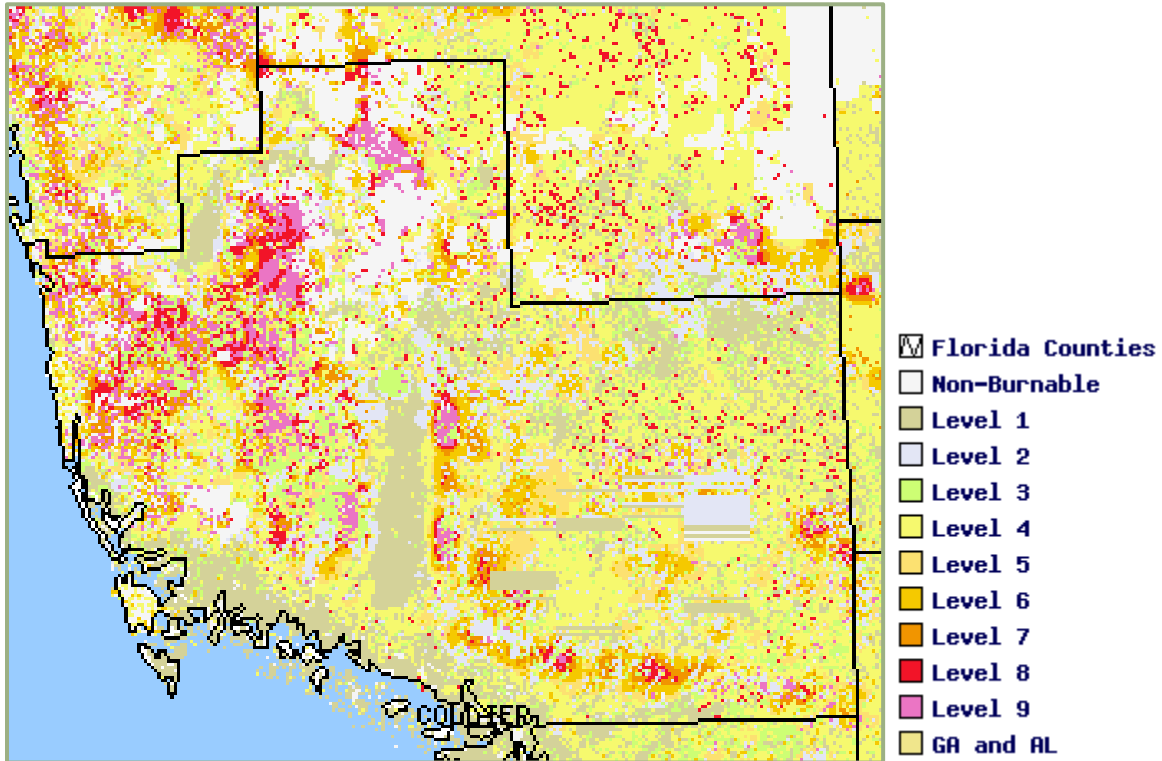 COLLIER
Florida Counties
Non-Burnable
Level 1
Level 2
Level 3
Level 4
Level 5
Level 6
Level 7
Level 8
Level 9
GA and AL